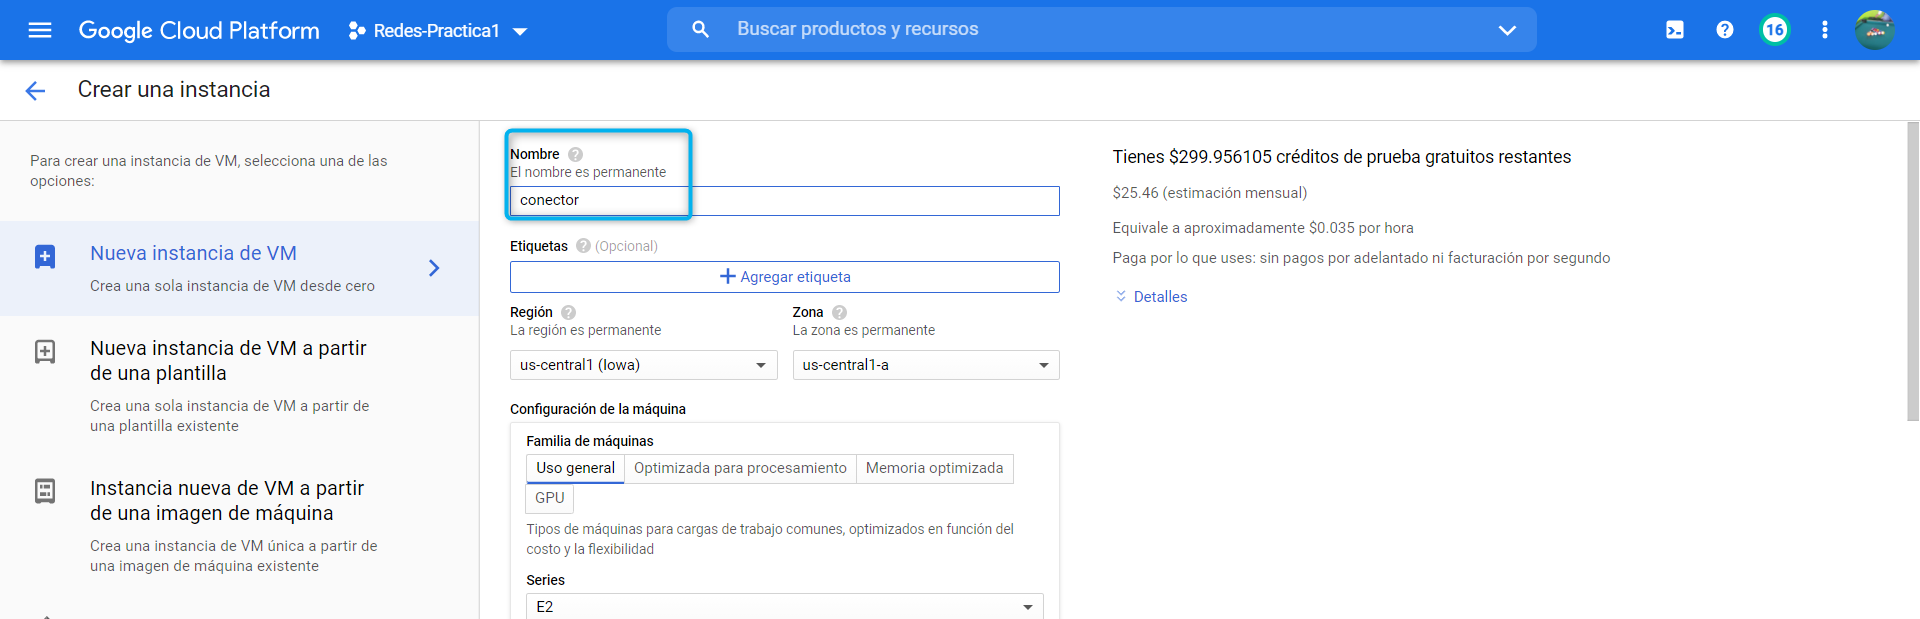 Google Cloud Platform
Redes-Practica1
Buscar productos y recursos
16
Crear una instancia
Para crear una instancia de VM, selecciona una de las
opciones:
Nueva instancia de VM
Crea una sola instancia de VM desde cero
Nueva instancia de VM a partir
de una plantilla
Crea una sola instancia de VM a partir de
una plantilla existente
Instancia nueva de VM a partir
de una imagen de máquina
Crea una instancia de VM única a partir de
una imagen de máquina existente
Nombre
El nombre es permanente
conector
Etiquetas (Opcional)
Agregar etiqueta
Región
La región es permanente
us-central1 (Iowa)
Zona
La zona es permanente
us-central1-a
Configuración de la máquina
Familia de máquinas
Uso general
Optimizada para procesamiento
Memoria optimizada
GPU
Tipos de máquinas para cargas de trabajo comunes, optimizados en función del
costo y la flexibilidad
Series
E2
Tienes $299.956105 créditos de prueba gratuitos restantes
$25.46 (estimación mensual)
Equivale a aproximadamente $0.035 por hora
Paga por lo que uses: sin pagos por adelantado ni facturación por segundo
Detalles